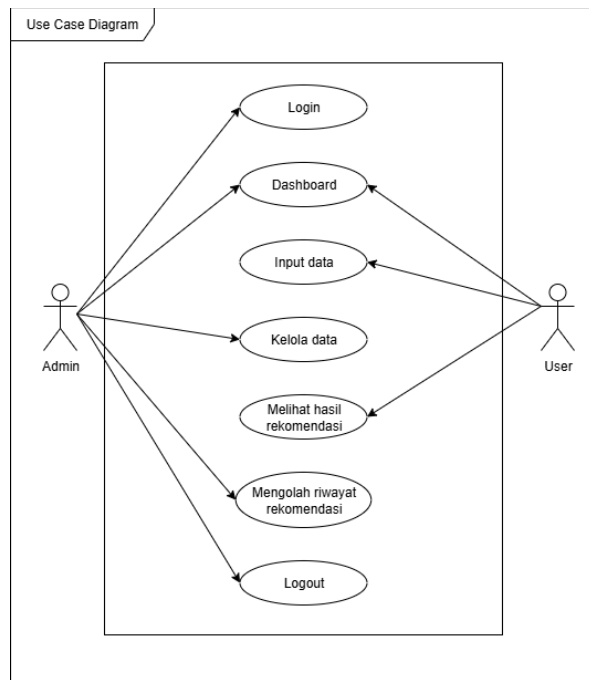 Use Case Diagram
Login
Dashboard
Input data
Kelola data
Admin
User
Melihat hasil
rekomendasi
Mengolah riwayat
rekomendasi
Logout